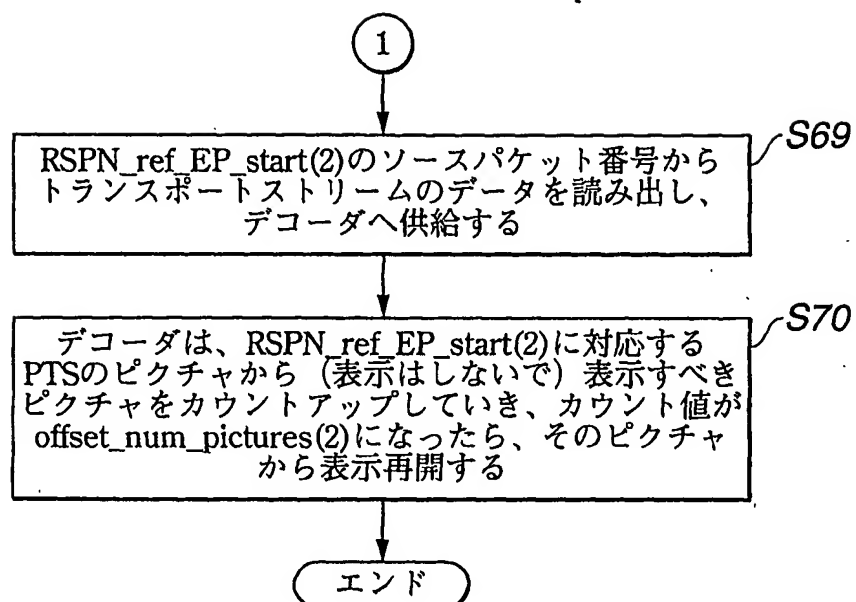 1
RSPN_ref_EP_start(2)のソースパケット番号から
トランスポートストリームのデータを読み出し、
デコーダへ供給する
S69
デコーダは、RSPN_ref_EP_start(2)に対応する
PTSのピクチャから（表示はしないで）表示すべき
ピクチャをカウントアップしていき、カウント値が
offset_num_pictures(2)になったら、そのピクチャ
から表示再開する
S70
エンド